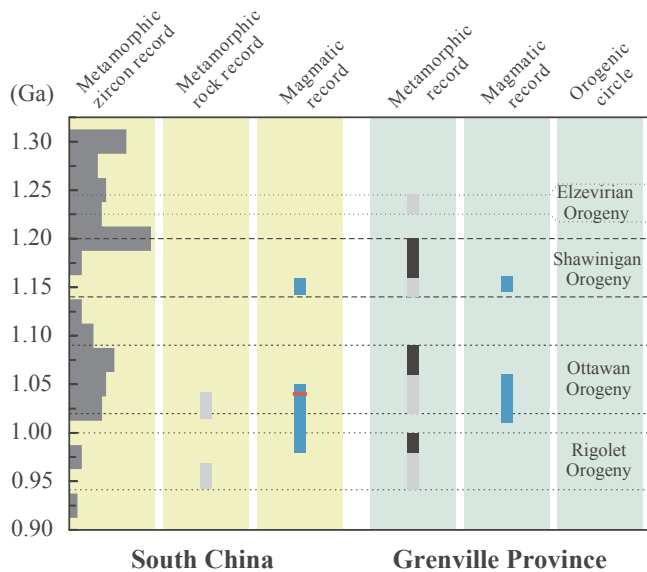 Metamorphic
zircon record
Metamorphic
rock record
Magmatic
record
Metamorphic
record
Magmatic
record
Orogenic
circle
(Ga)
1.30
1.25
1.20
1.15
1.10
1.05
1.00
0.95
0.90
Elzevirian
Orogeny
Shawinigan
Orogeny
Ottawan
Orogeny
Rigolet
Orogeny
South China
Grenville Province